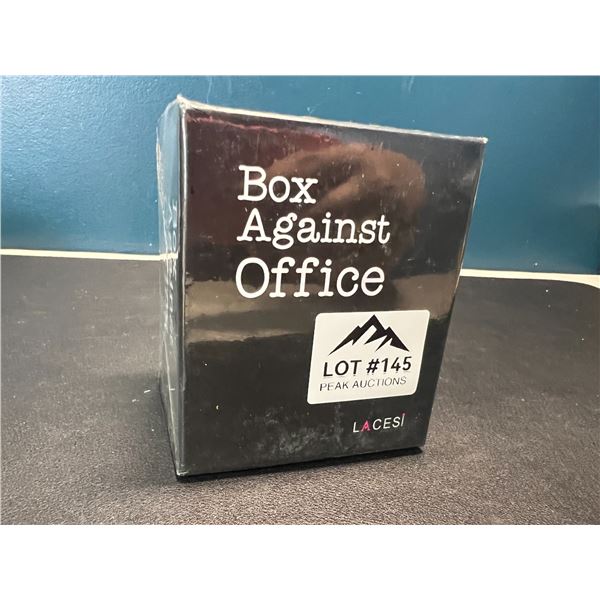 Box
Against
Office
LOT #145
PEAK AUCTIONS
LACESi